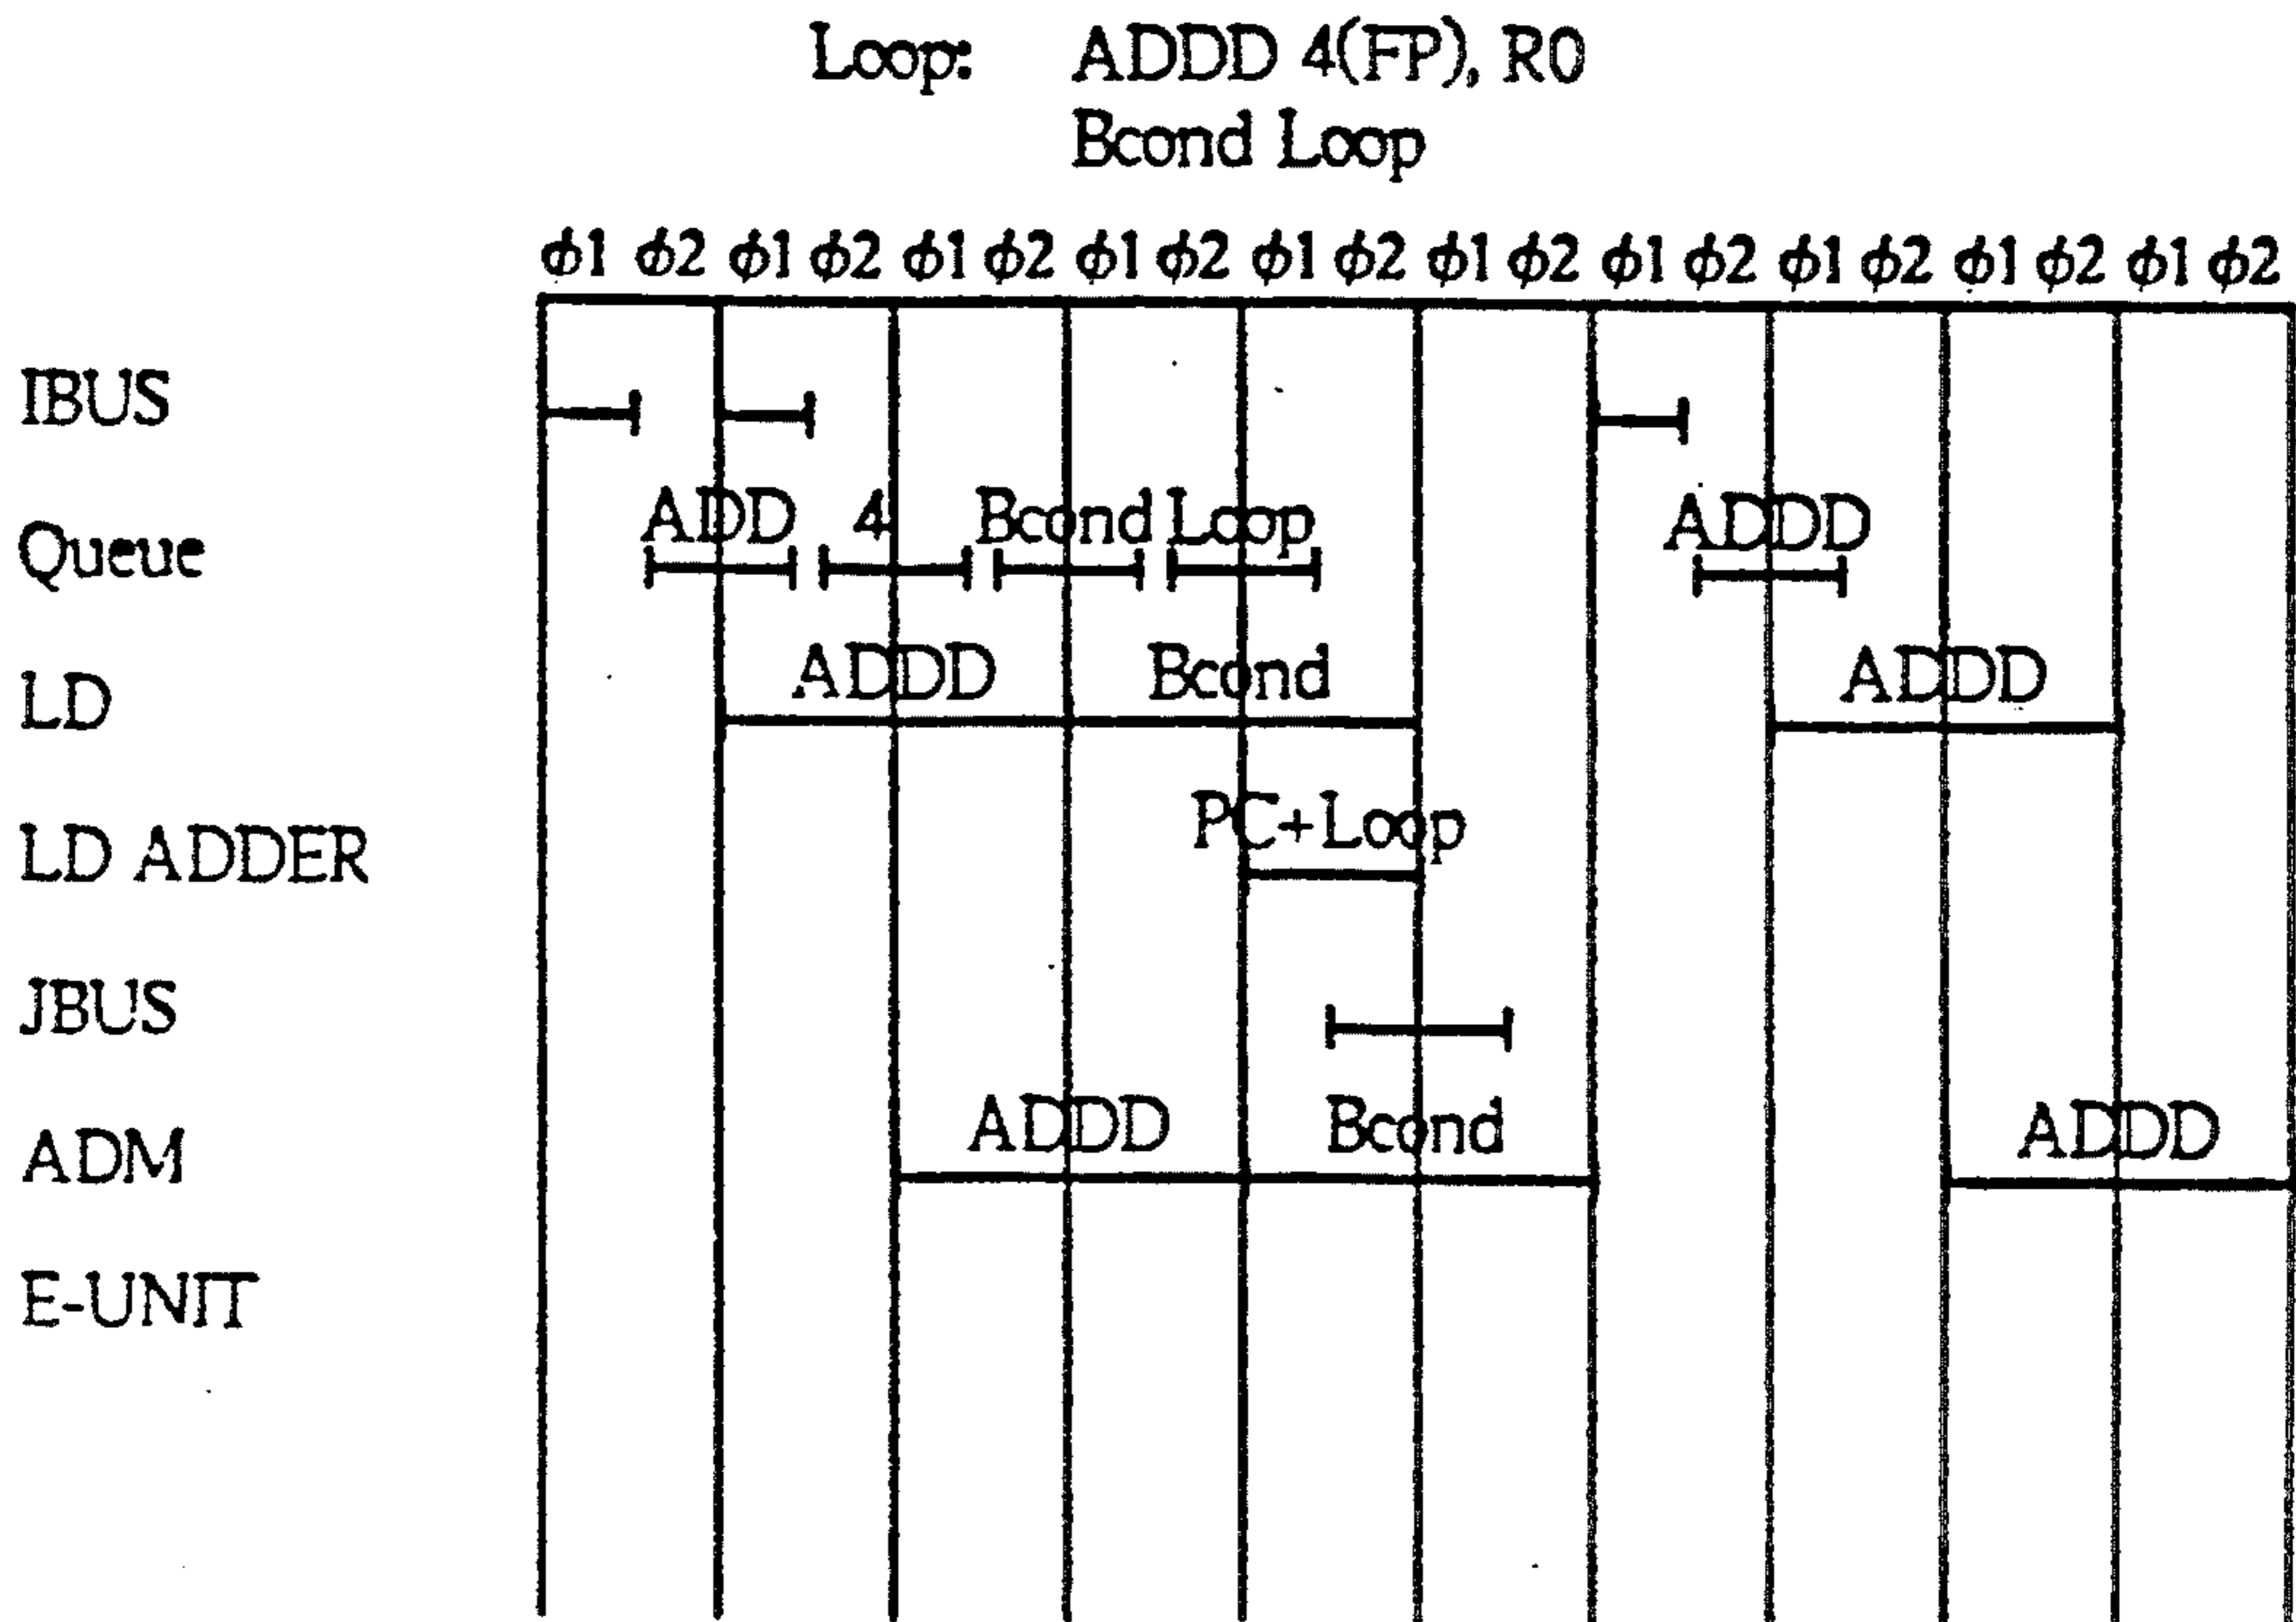 Loop: ADDD 4(FP), R0
Bcond Loop
ϕ1 ϕ2 ϕ1 ϕ2 ϕ1 ϕ2 ϕ1 ϕ2 ϕ1 ϕ2 ϕ1 ϕ2 ϕ1 ϕ2 ϕ1 ϕ2 ϕ1 ϕ2 ϕ1 ϕ2
IBUS
Queue ADD 4 Bcond Loop ADDD
LD ADDD Bcond ADDD
LD ADDER PC+Loop
JBUS
ADM ADDD Bcond ADDD
E-UNIT